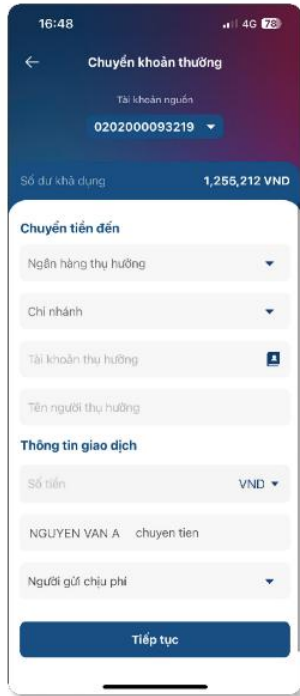 16:48 4G 78
Chuyển khoản thường
Tài khoản nguồn
0202000093219
Số dư khả dụng 1,255,212 VND
Chuyển tiền đến
Ngân hàng thụ hưởng
Chi nhánh
Tài khoản thụ hưởng
Tên người thụ hưởng
Thông tin giao dịch
Số tiền VND
NGUYEN VAN A chuyen tien
Người gửi chịu phí
Tiếp tục